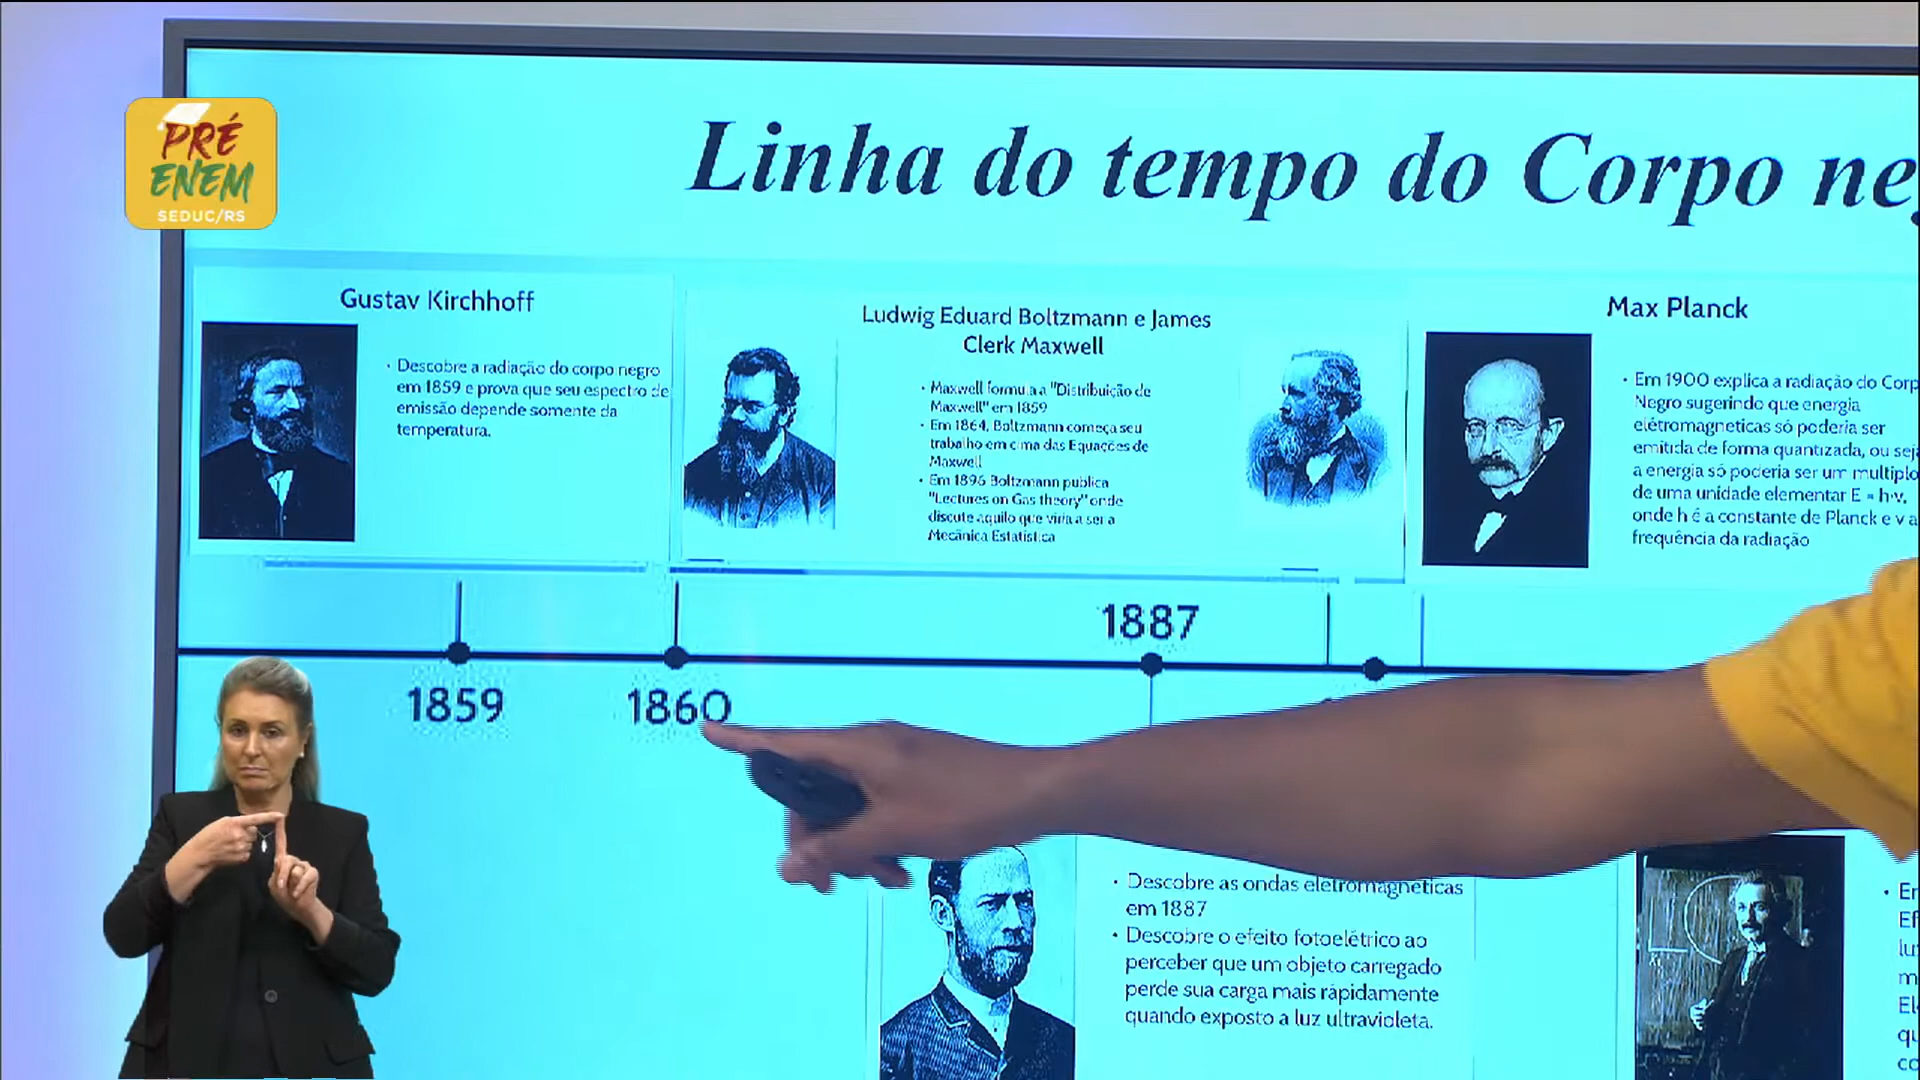 PRÉ
ENEM
SEDUC/RS
Linha do tempo do Corpo
Gustav Kirchhoff
• Descobre a radiação do corpo negro
em 1859 e prova que seu espectro de
emissão depende somente da
temperatura.
Ludwig Eduard Boltzmann e James
Clerk Maxwell
• Maxwell formula a "Distribuição de
Maxwell" em 1859
• Em 1864, Boltzmann começa seu
trabalho em cima das Equações de
Maxwell
• Em 1896 Boltzmann publica
"Lectures on Gas theory" onde
discute aquilo que viria a ser a
Mecânica Estatística
Max Planck
• Em 1900 explica a radiação do Corp
Negro sugerindo que energia
elétromagneticas só poderia ser
emitida de forma quantizada, ou sej
a energia só poderia ser um multiplo
de uma unidade elementar E = h·v,
onde h é a constante de Planck e v a
frequência da radiação
1887
1859
1860
• Descobre as ondas eletromagnéticas
em 1887
• Descobre o efeito fotoelétrico ao
perceber que um objeto carregado
perde sua carga mais rápidamente
quando exposto a luz ultravioleta.